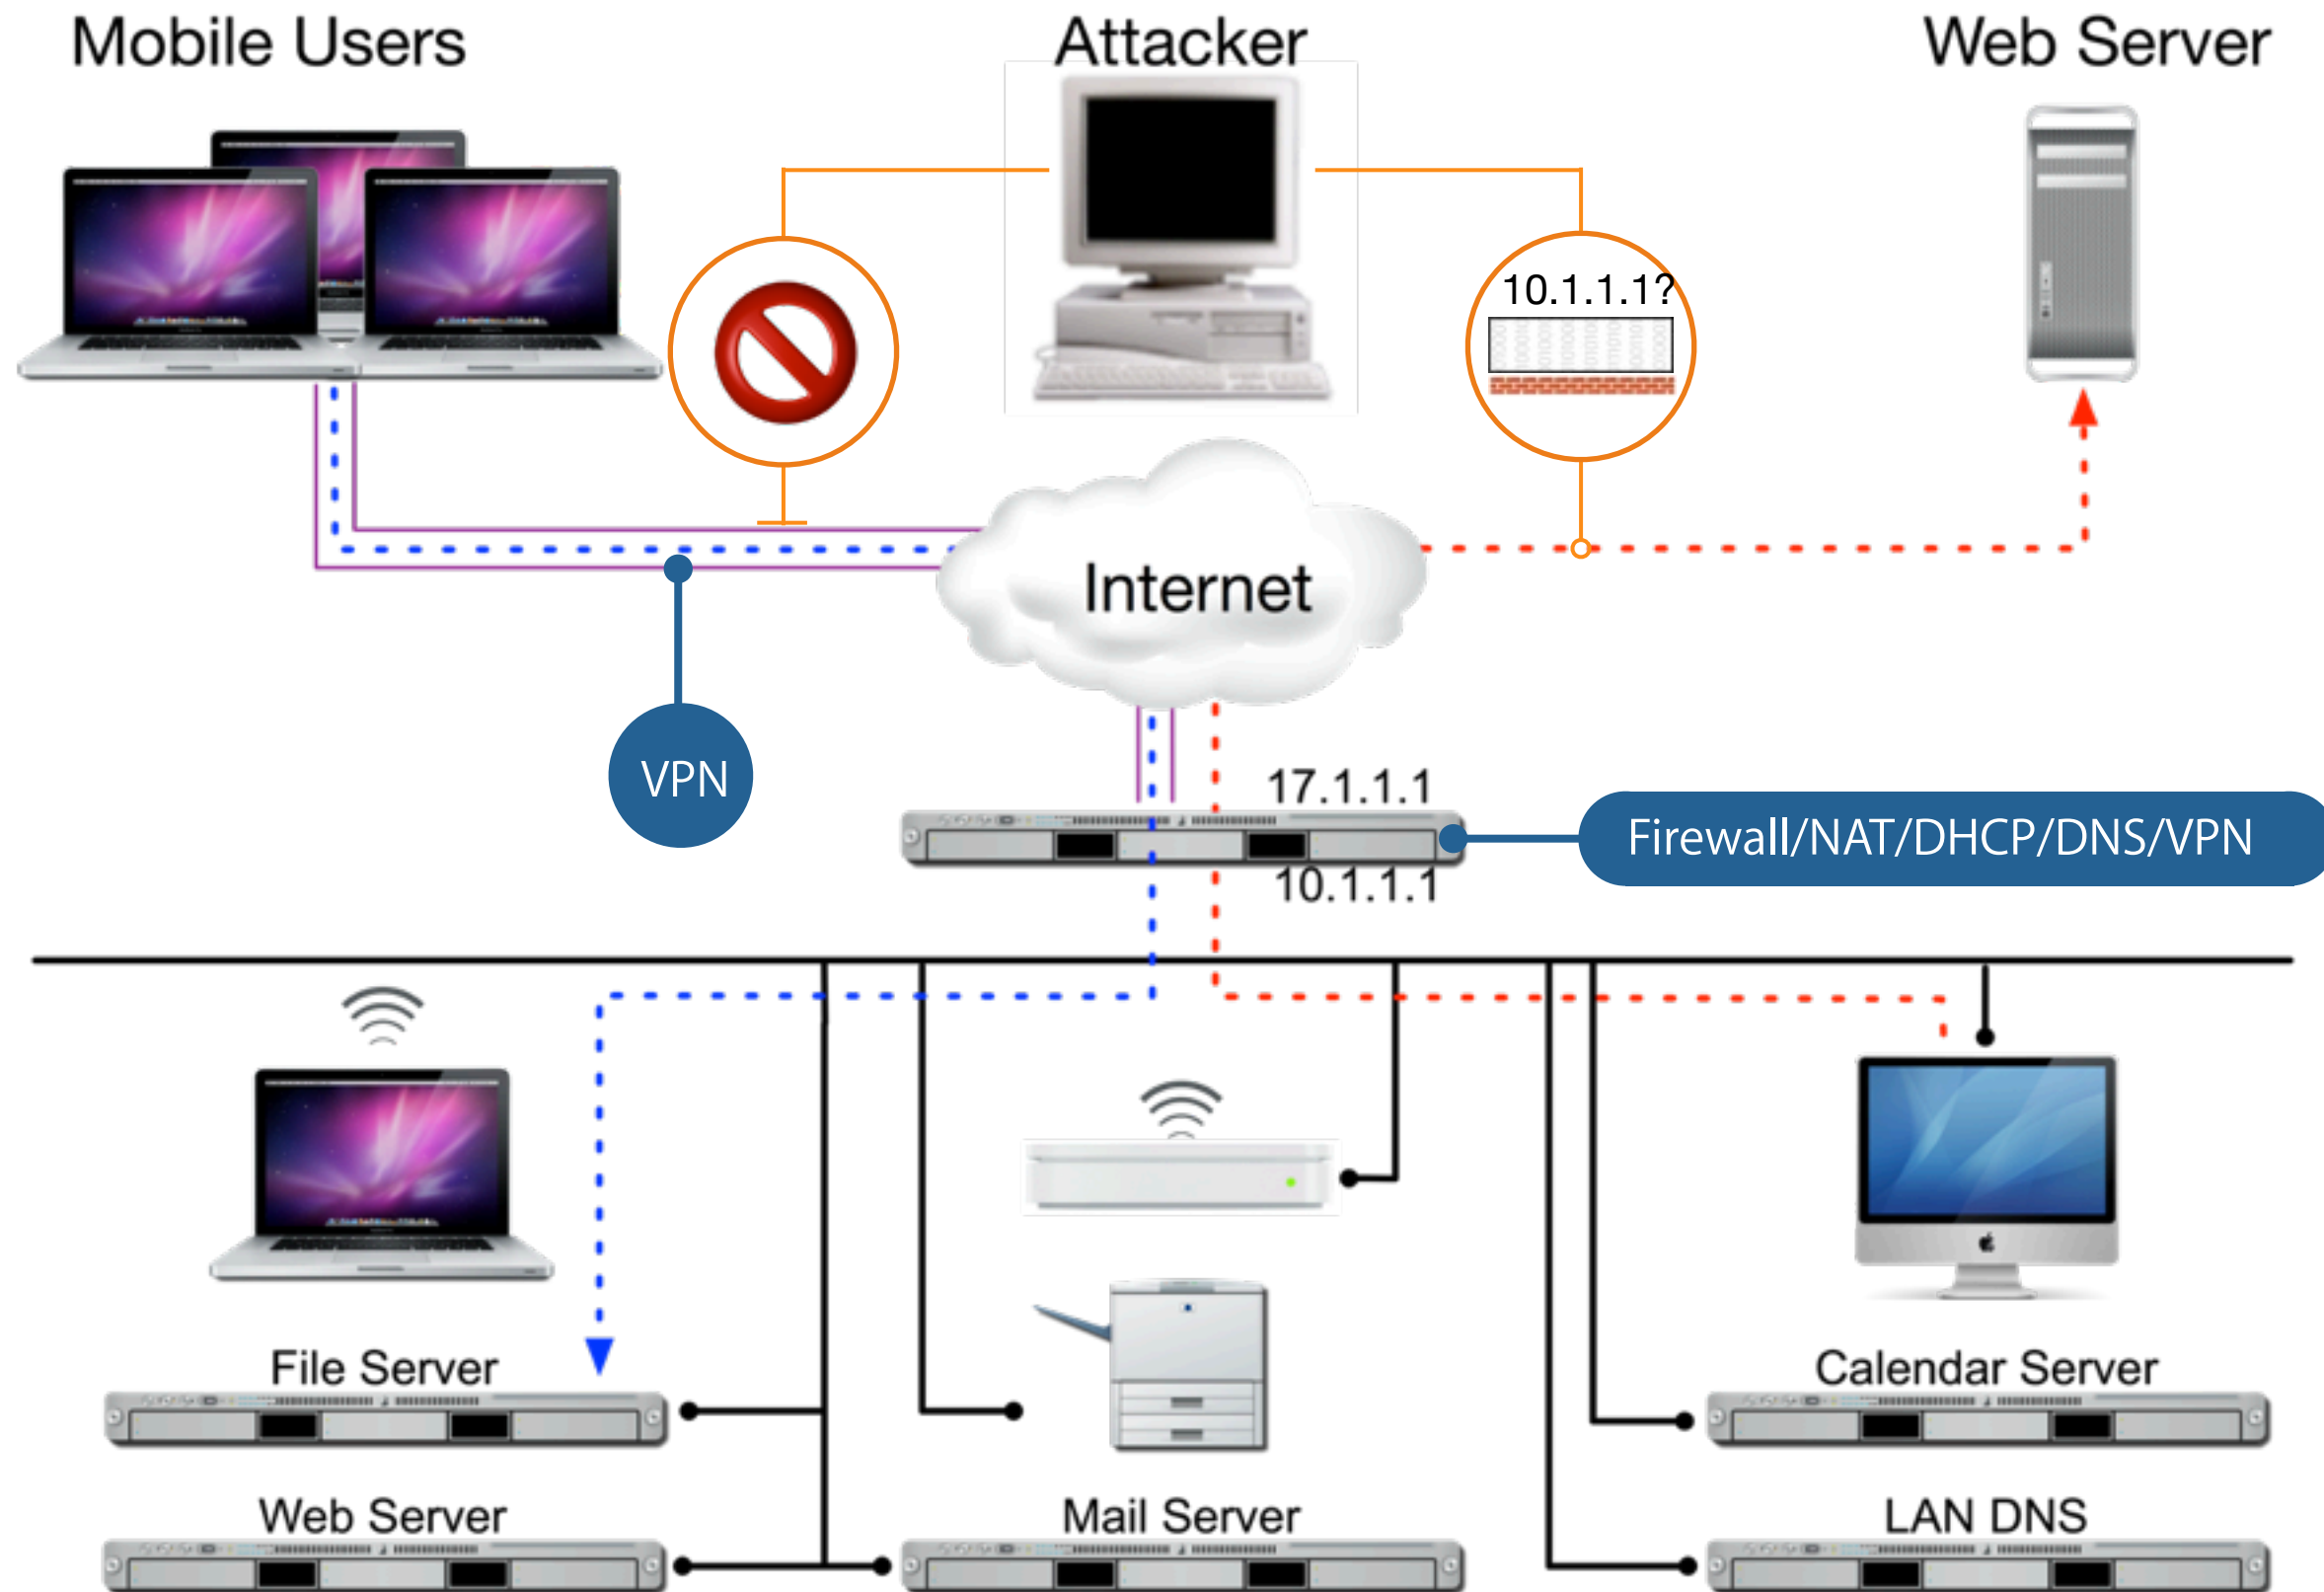 Mobile Users
Attacker
Web Server
10.1.1.1?
Internet
VPN
17.1.1.1
Firewall/NAT/DHCP/DNS/VPN
10.1.1.1
File Server
Calendar Server
Web Server
Mail Server
LAN DNS